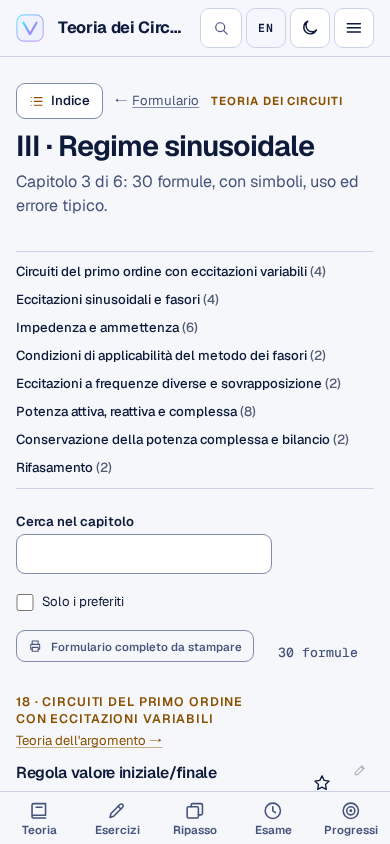 Teoria dei Circ...
EN
Indice
← Formulario
TEORIA DEI CIRCUITI
III · Regime sinusoidale
Capitolo 3 di 6: 30 formule, con simboli, uso ed
errore tipico.
Circuiti del primo ordine con eccitazioni variabili (4)
Eccitazioni sinusoidali e fasori (4)
Impedenza e ammettenza (6)
Condizioni di applicabilità del metodo dei fasori (2)
Eccitazioni a frequenze diverse e sovrapposizione (2)
Potenza attiva, reattiva e complessa (8)
Conservazione della potenza complessa e bilancio (2)
Rifasamento (2)
Cerca nel capitolo
Solo i preferiti
Formulario completo da stampare
30 formule
18 · CIRCUITI DEL PRIMO ORDINE
CON ECCITAZIONI VARIABILI
Teoria dell'argomento →
Regola valore iniziale/finale
Teoria
Esercizi
Ripasso
Esame
Progressi